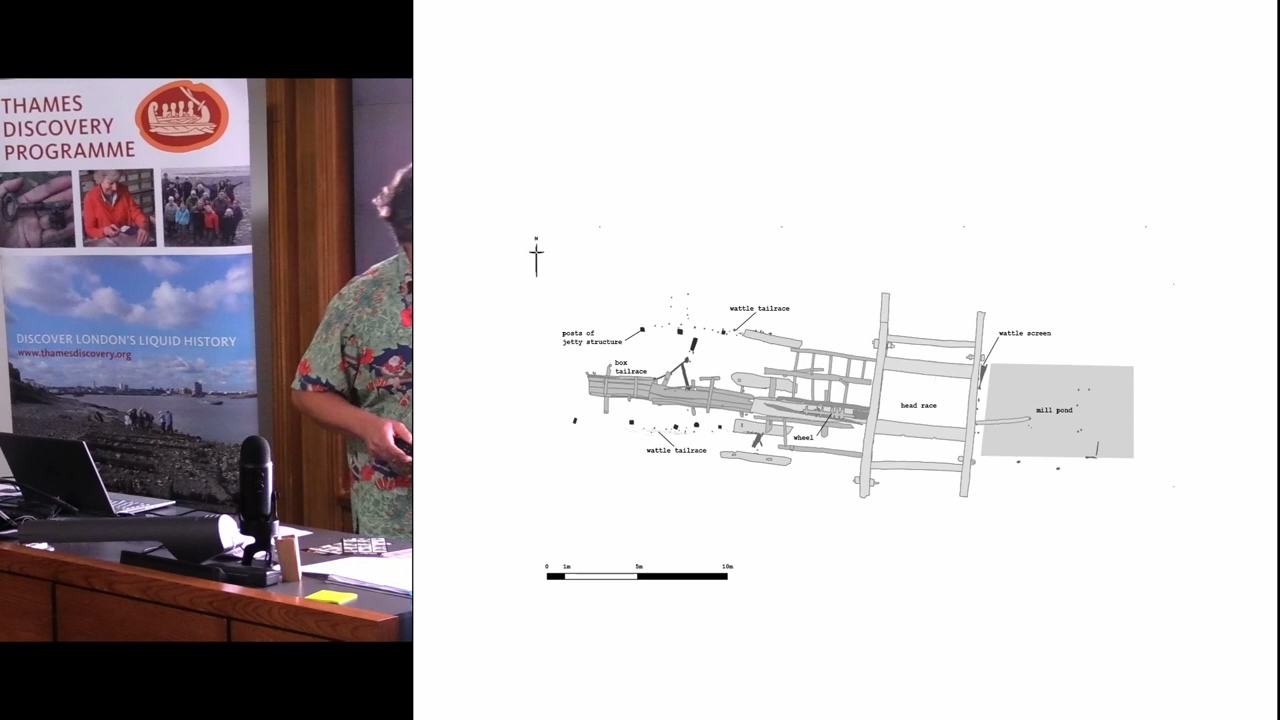 THAMES
DISCOVERY
PROGRAMME
DISCOVER LONDON'S LIQUID HISTORY
www.thamesdiscovery.org
N
wattle tailrace
posts of
jetty structure
wattle screen
box
tailrace
head race
mill pond
wheel
wattle tailrace
0 1m 5m 10m